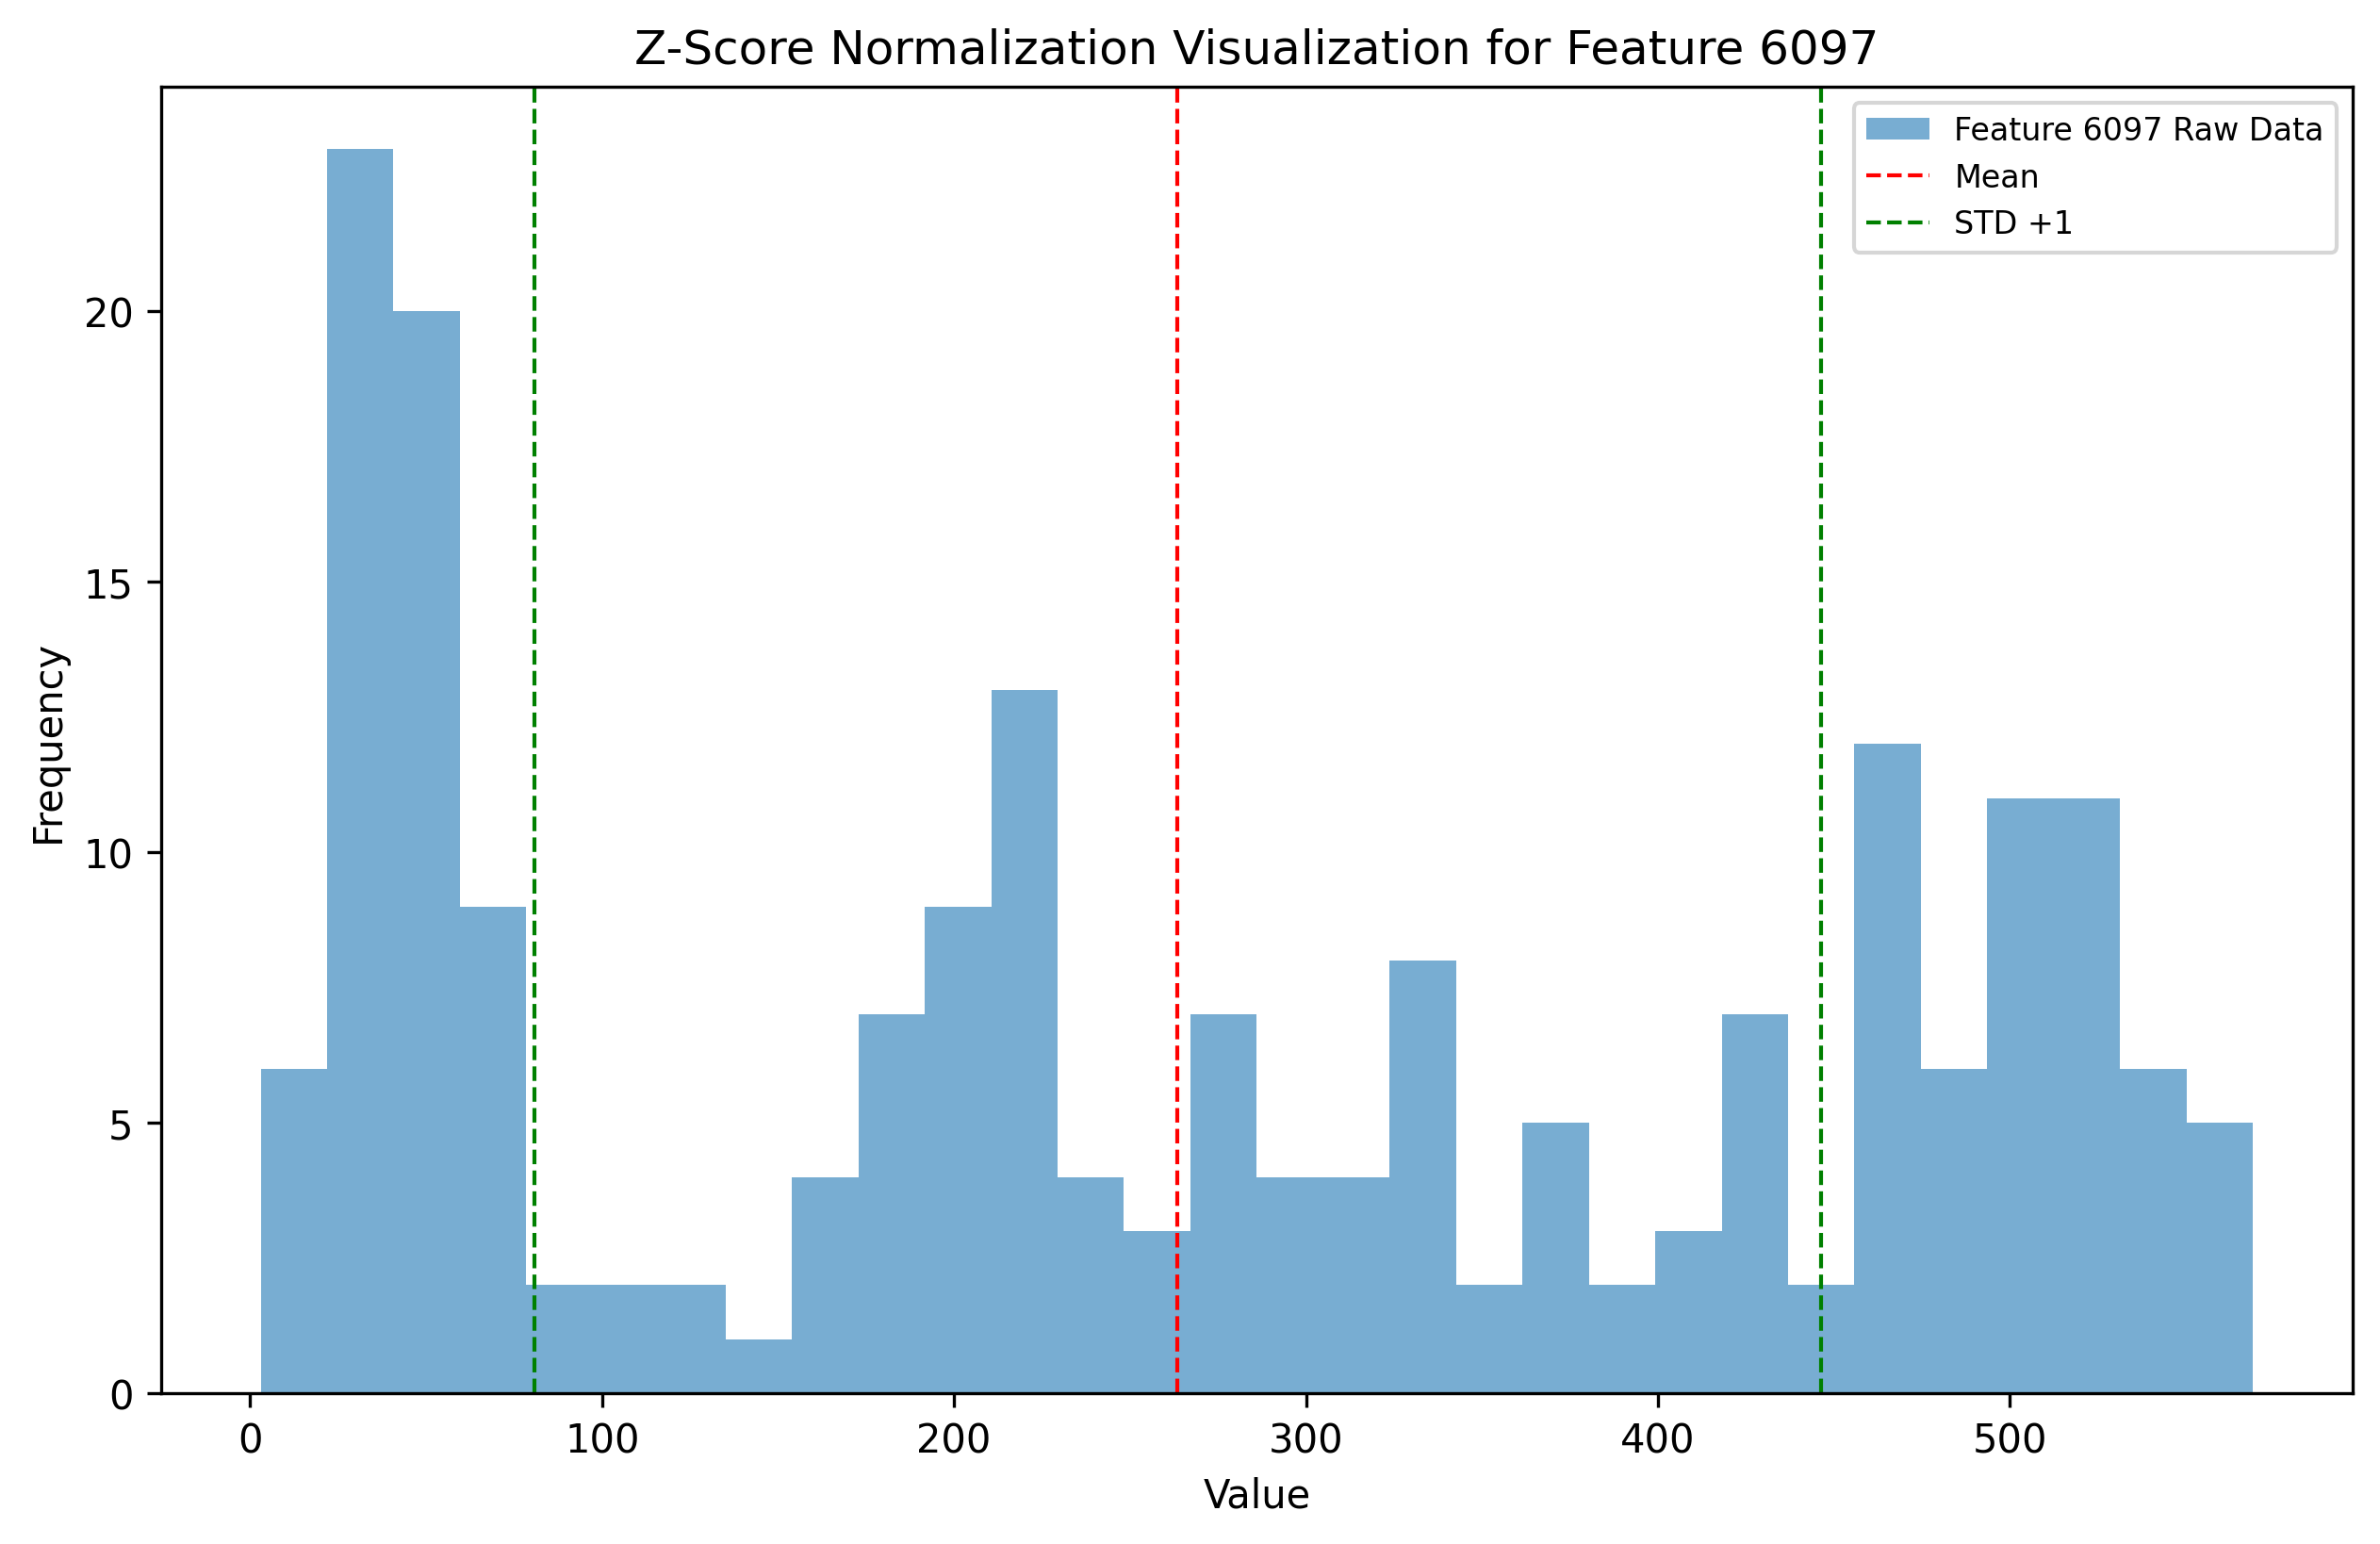 Z-Score Normalization Visualization for Feature 6097
Feature 6097 Raw Data
Mean
STD +1
Frequency
20
15
10
5
0
0 100 200 300 400 500
Value